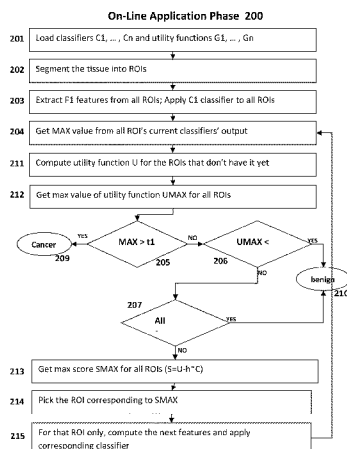 On-Line Application Phase 200
201 Load classifiers C1, ... , Cn and utility functions G1, ... , Gn
202 Segment the tissue into ROIs
203 Extract F1 features from all ROIs; Apply C1 classifier to all ROIs
204 Get MAX value from all ROI's current classifiers' output
211 Compute utility function U for the ROIs that don't have it yet
212 Get max value of utility function UMAX for all ROIs
Cancer
209
YES
MAX > t1
205
NO
UMAX <
206
YES
NO
benign
210
207
All
YES
NO
213 Get max score SMAX for all ROIs (S=U-h*C)
214 Pick the ROI corresponding to SMAX
215 For that ROI only, compute the next features and apply
corresponding classifier